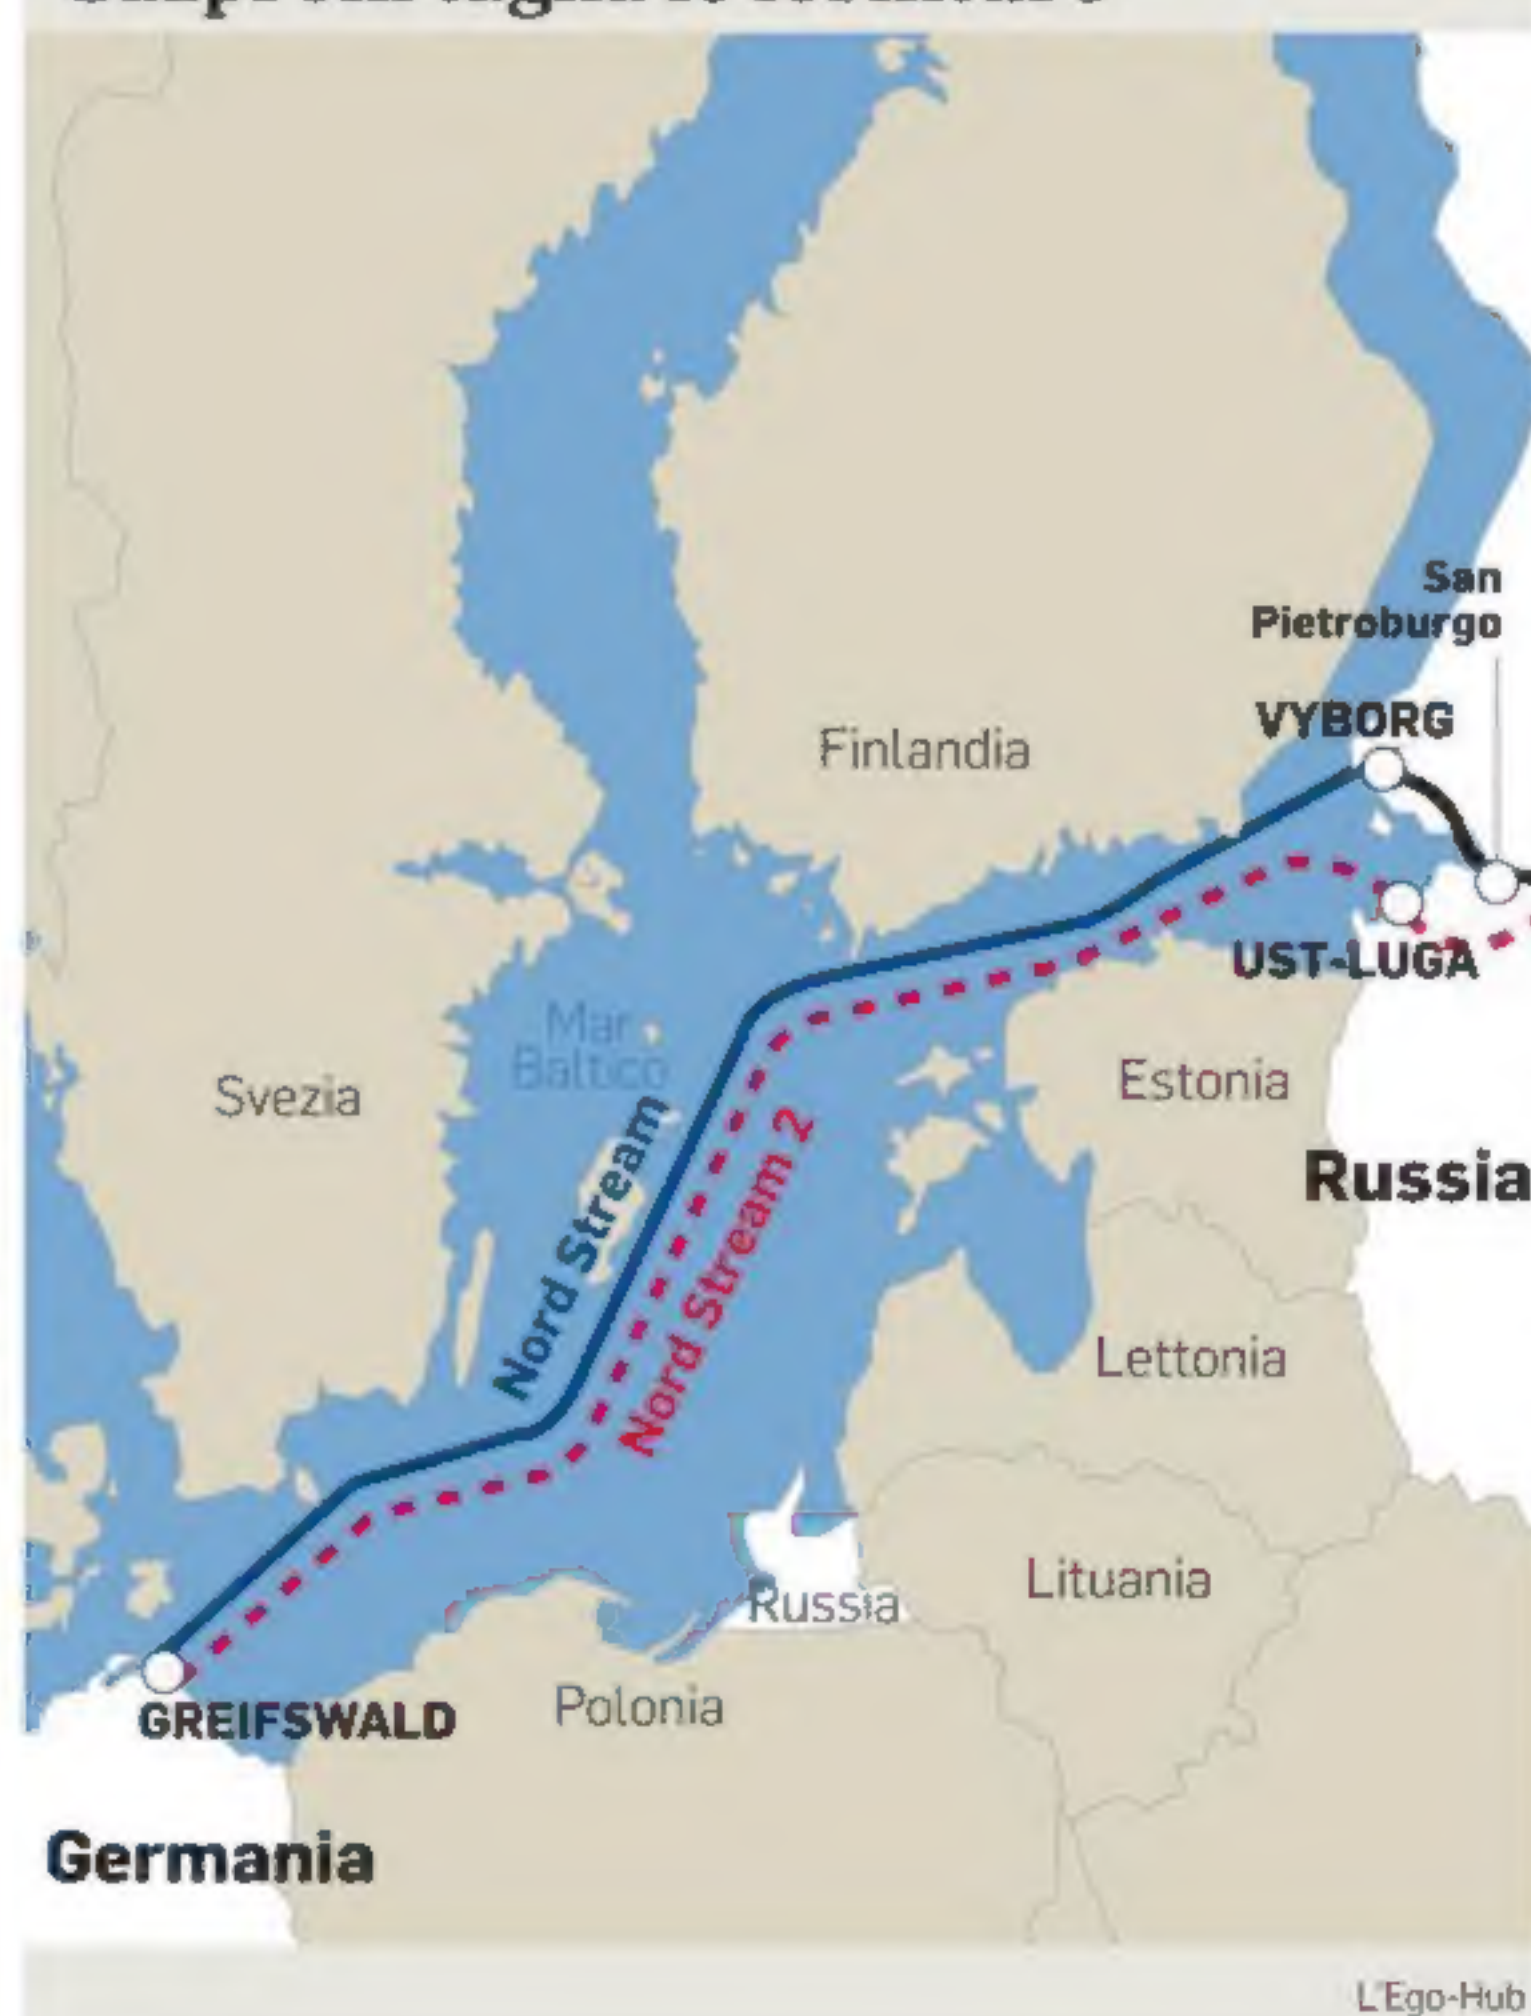 San
Pietroburgo
VYBORG
Finlandia
UST-LUGA
Mar
Baltico
Svezia
Estonia
Nord Stream
Nord Stream 2
Russia
Lettonia
Lituania
Russia
Polonia
GREIFSWALD
Germania
L'Ego-Hub